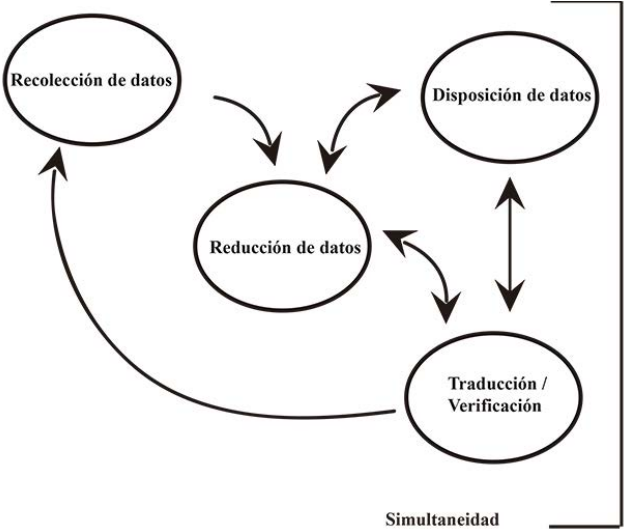 Recolección de datos
Disposición de datos
Reducción de datos
Traducción /
Verificación
Simultaneidad